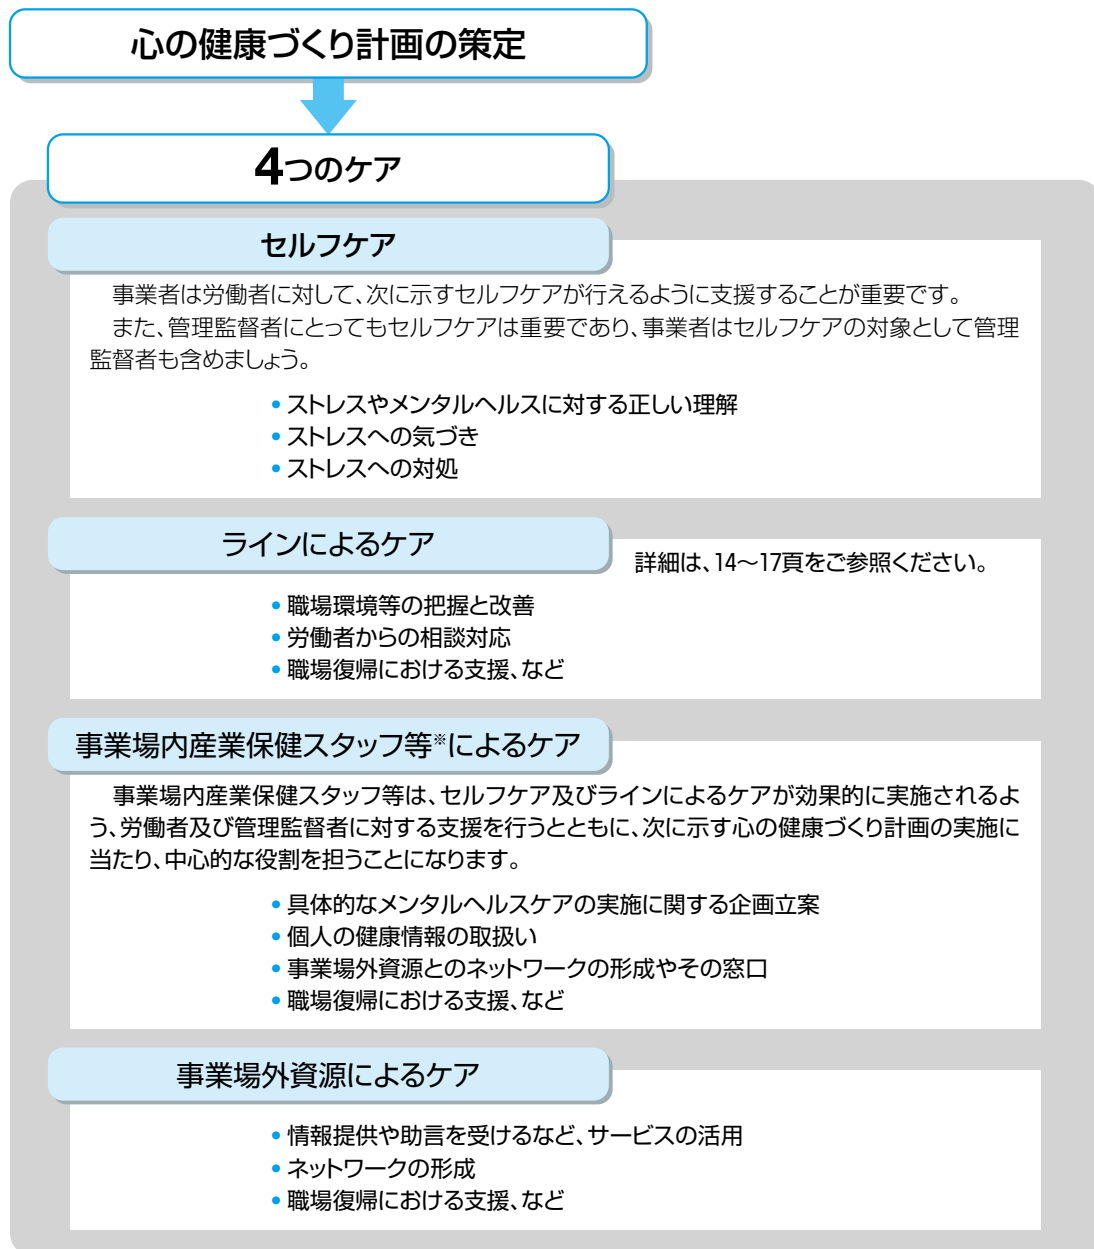 心の健康づくり計画の策定
4つのケア
セルフケア
事業者は労働者に対して、次に示すセルフケアが行えるように支援することが重要です。
また、管理監督者にとってもセルフケアは重要であり、事業者はセルフケアの対象として管理
監督者も含めましょう。
•ストレスやメンタルヘルスに対する正しい理解
•ストレスへの気づき
•ストレスへの対処
ラインによるケア
詳細は、14～17頁をご参照ください。
•職場環境等の把握と改善
•労働者からの相談対応
•職場復帰における支援、など
事業場内産業保健スタッフ等※によるケア
事業場内産業保健スタッフ等は、セルフケア及びラインによるケアが効果的に実施されるよ
う、労働者及び管理監督者に対する支援を行うとともに、次に示す心の健康づくり計画の実施に
当たり、中心的な役割を担うことになります。
•具体的なメンタルヘルスケアの実施に関する企画立案
•個人の健康情報の取扱い
•事業場外資源とのネットワークの形成やその窓口
•職場復帰における支援、など
事業場外資源によるケア
•情報提供や助言を受けるなど、サービスの活用
•ネットワークの形成
•職場復帰における支援、など